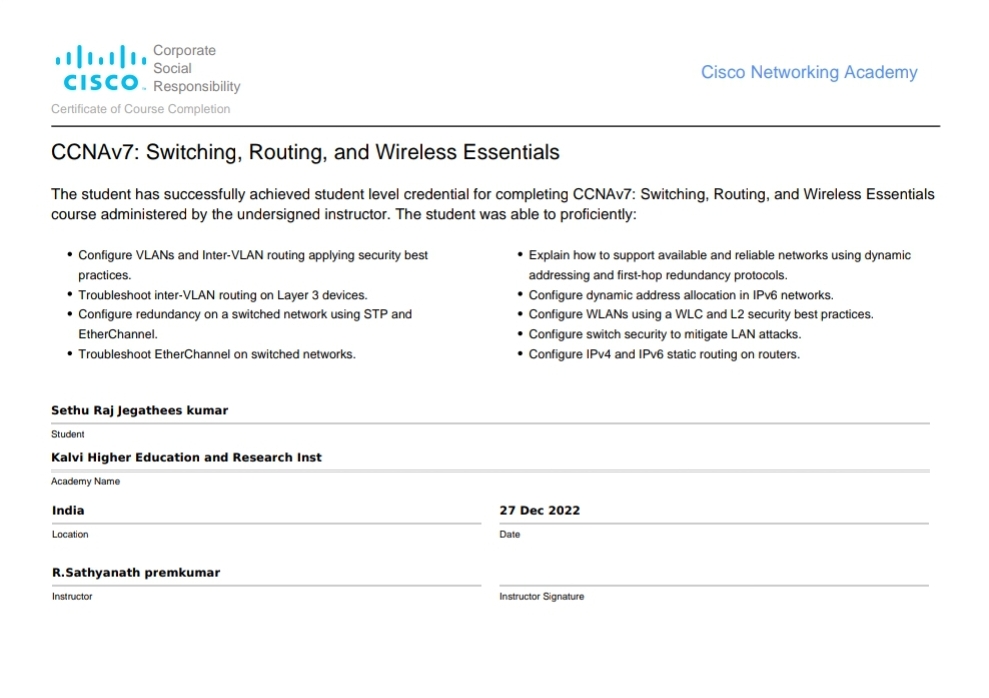 Corporate
Social
CISCO Responsibility
Cisco Networking Academy
Certificate of Course Completion
CCNAv7: Switching, Routing, and Wireless Essentials
The student has successfully achieved student level credential for completing CCNAv7: Switching, Routing, and Wireless Essentials
course administered by the undersigned instructor. The student was able to proficiently:
• Configure VLANs and Inter-VLAN routing applying security best
practices.
• Troubleshoot inter-VLAN routing on Layer 3 devices.
• Configure redundancy on a switched network using STP and
EtherChannel.
• Troubleshoot EtherChannel on switched networks.
• Explain how to support available and reliable networks using dynamic
addressing and first-hop redundancy protocols.
• Configure dynamic address allocation in IPv6 networks.
• Configure WLANs using a WLC and L2 security best practices.
• Configure switch security to mitigate LAN attacks.
• Configure IPv4 and IPv6 static routing on routers.
Sethu Raj Jegathees kumar
Student
Kalvi Higher Education and Research Inst
Academy Name
India
Location
27 Dec 2022
Date
R.Sathyanath premkumar
Instructor
Instructor Signature